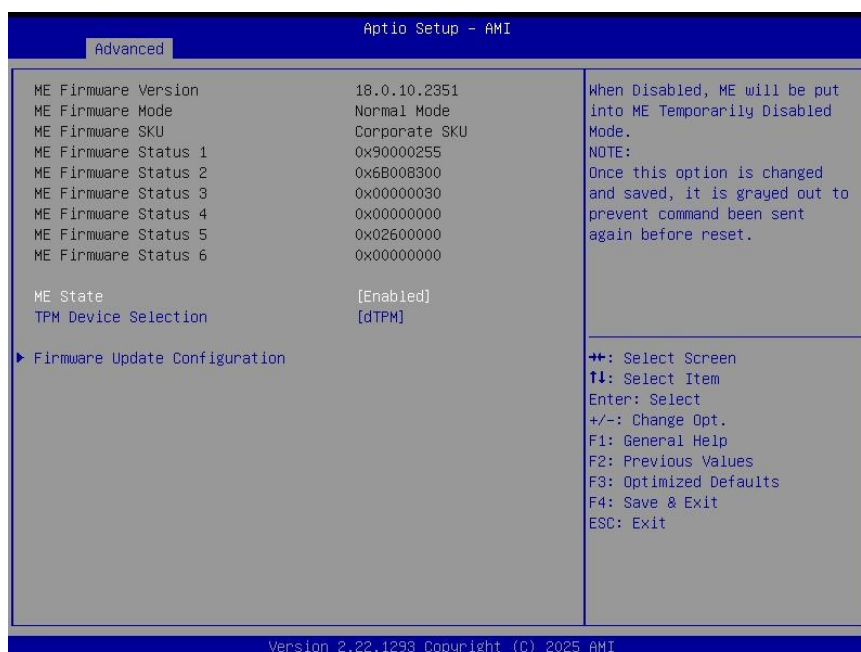 Aptio Setup – AMI
Advanced
ME Firmware Version 18.0.10.2351
ME Firmware Mode Normal Mode
ME Firmware SKU Corporate SKU
ME Firmware Status 1 0x90000255
ME Firmware Status 2 0x6B008300
ME Firmware Status 3 0x00000030
ME Firmware Status 4 0x00000000
ME Firmware Status 5 0x02600000
ME Firmware Status 6 0x00000000
ME State [Enabled]
TPM Device Selection [dTPM]
Firmware Update Configuration
When Disabled, ME will be put
into ME Temporarily Disabled
Mode.
NOTE:
Once this option is changed
and saved, it is grayed out to
prevent command been sent
again before reset.
→←: Select Screen
↑↓: Select Item
Enter: Select
+/-: Change Opt.
F1: General Help
F2: Previous Values
F3: Optimized Defaults
F4: Save & Exit
ESC: Exit
Version 2.22.1293 Copyright (C) 2025 AMI